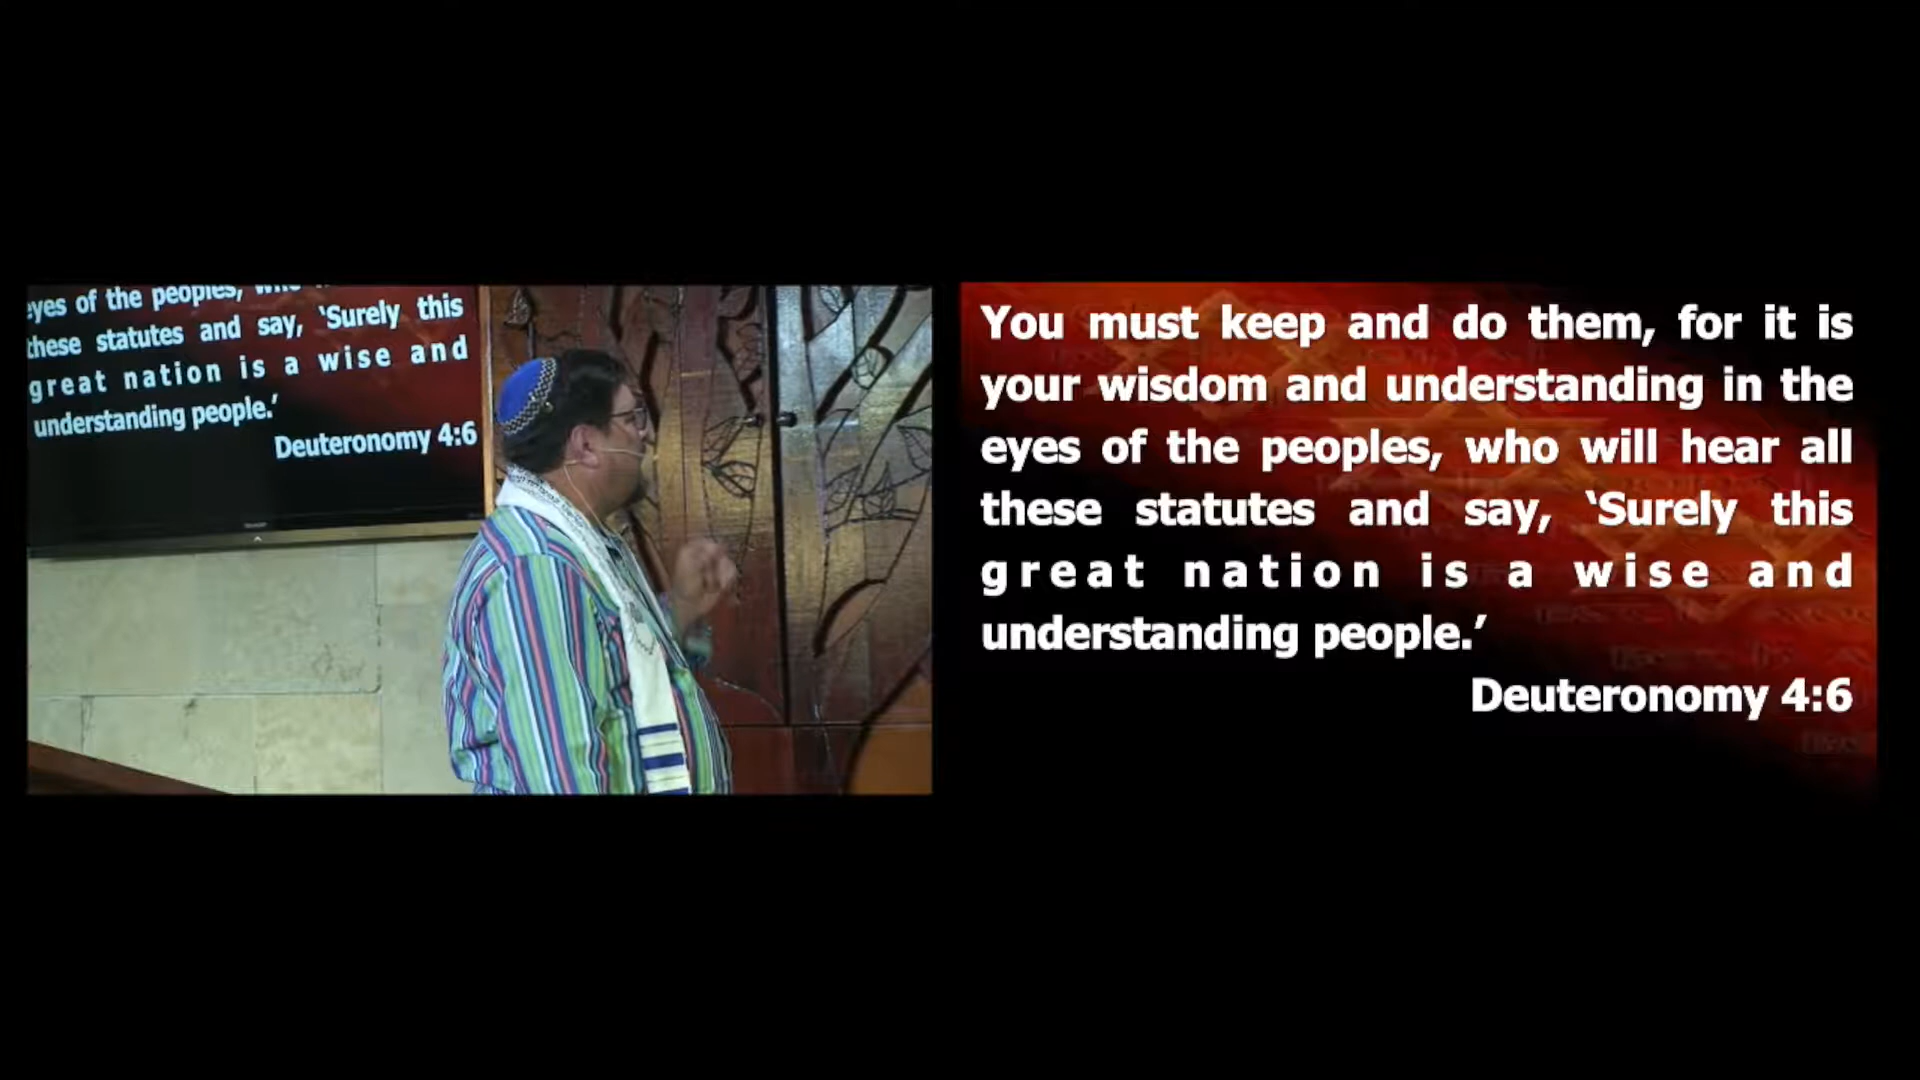 eyes of the peoples,
these statutes and say, ‘Surely this
great nation is a wise and
understanding people.’
Deuteronomy 4:6
You must keep and do them, for it is
your wisdom and understanding in the
eyes of the peoples, who will hear all
these statutes and say, ‘Surely this
great nation is a wise and
understanding people.’
Deuteronomy 4:6